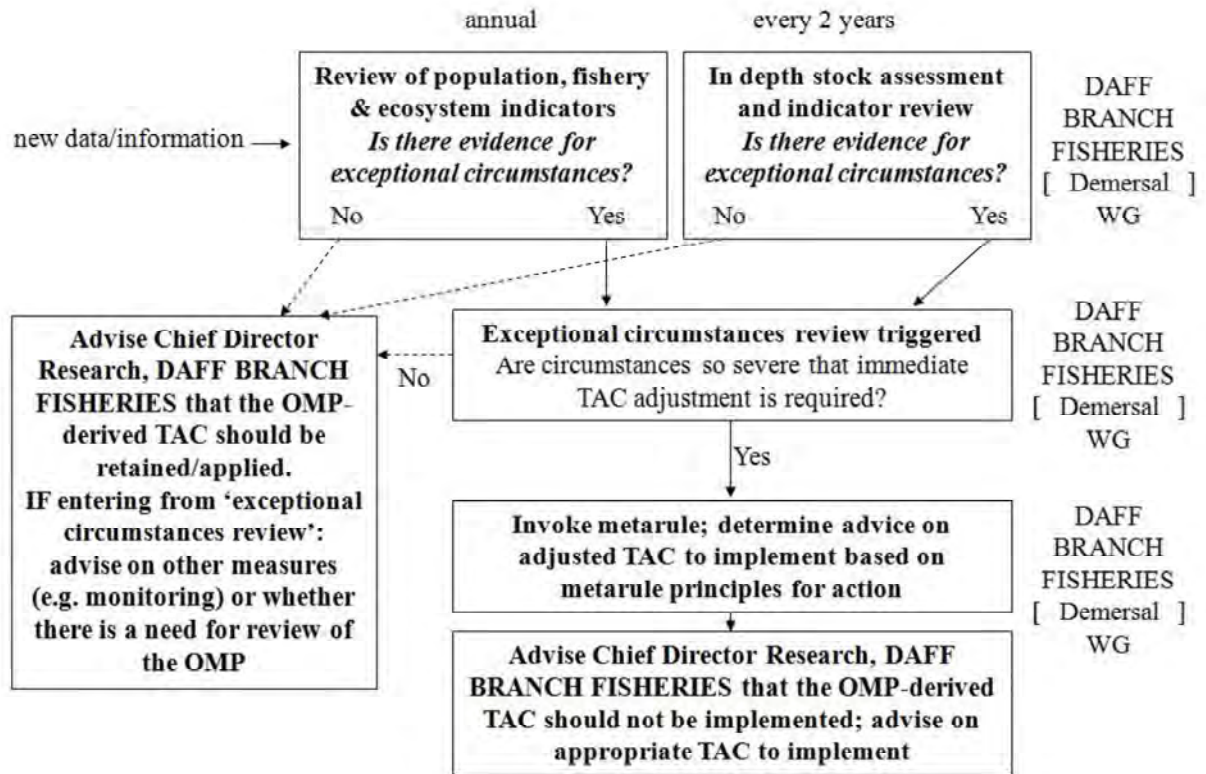 annual
every 2 years
new data/information
Review of population, fishery
& ecosystem indicators
Is there evidence for
exceptional circumstances?
No Yes
In depth stock assessment
and indicator review
Is there evidence for
exceptional circumstances?
No Yes
DAFF
BRANCH
FISHERIES
[ Demersal ]
WG
Advise Chief Director
Research, DAFF BRANCH
FISHERIES that the OMP-
derived TAC should be
retained/applied.
IF entering from ‘exceptional
circumstances review’:
advise on other measures
(e.g. monitoring) or whether
there is a need for review of
the OMP
No
Exceptional circumstances review triggered
Are circumstances so severe that immediate
TAC adjustment is required?
DAFF
BRANCH
FISHERIES
[ Demersal ]
WG
Yes
Invoke metarule; determine advice on
adjusted TAC to implement based on
metarule principles for action
DAFF
BRANCH
FISHERIES
[ Demersal ]
WG
Advise Chief Director Research, DAFF
BRANCH FISHERIES that the OMP-derived
TAC should not be implemented; advise on
appropriate TAC to implement